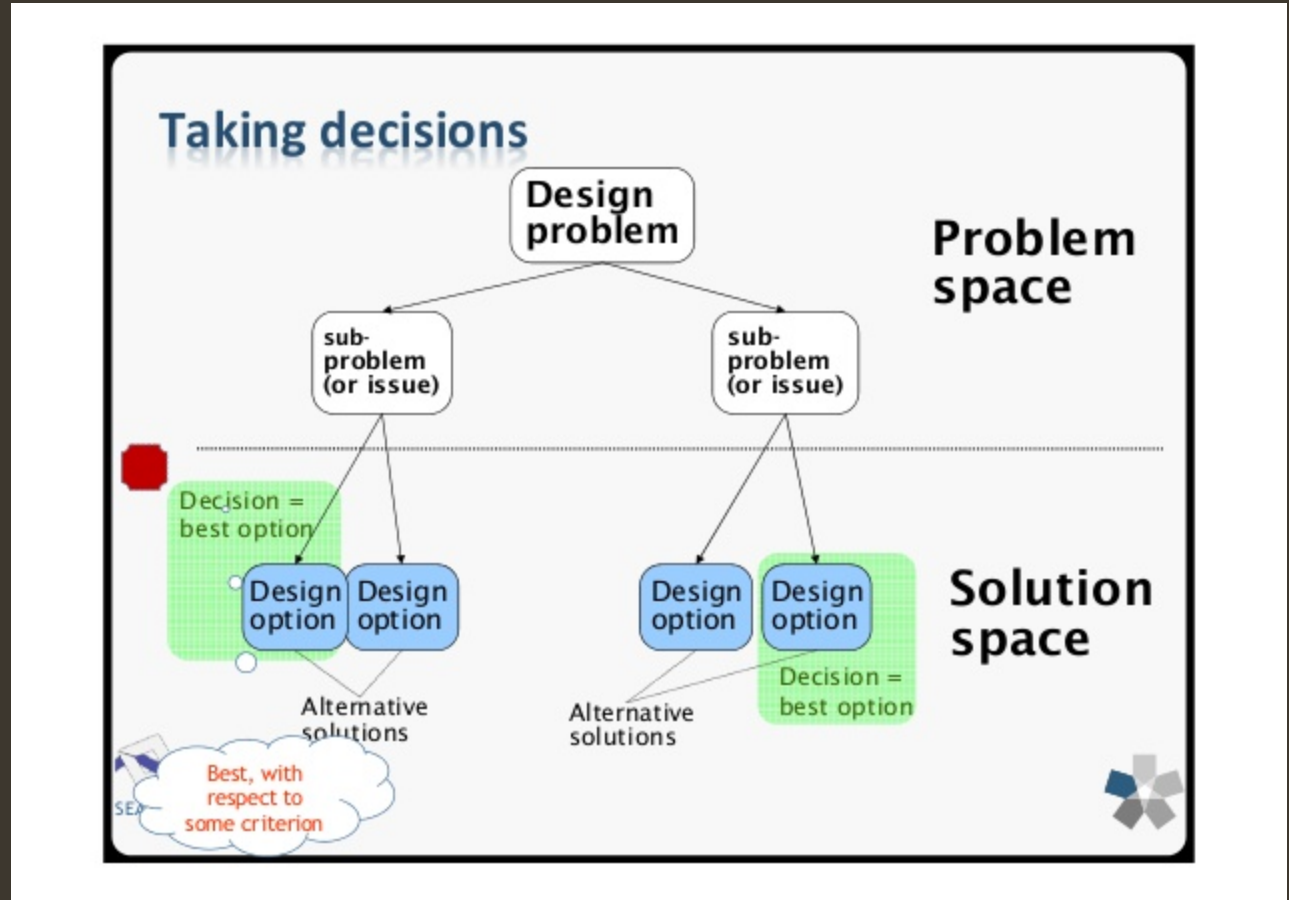 Taking decisions
Design
problem
Problem
space
sub-
problem
(or issue)
sub-
problem
(or issue)
Decision =
best option
Design
option
Design
option
Design
option
Design
option
Solution
space
Decision =
best option
Alternative
solutions
Alternative
solutions
Best, with
respect to
some criterion
SEA